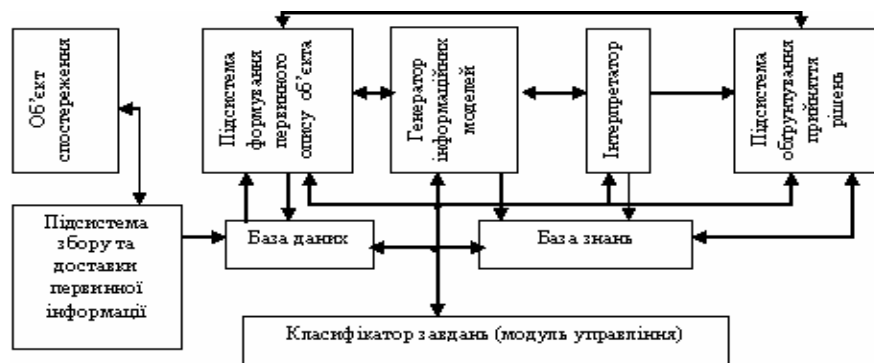 Об’єкт
спостереження
Підсистема
формування
первинного
опису об’єкта
Генератор
інформаційних
моделей
Інтерпретатор
Підсистема
обґрунтування
прийняття
рішень
Підсистема
збору та
доставки
первинної
інформації
База даних
База знань
Класифікатор завдань (модуль управління)